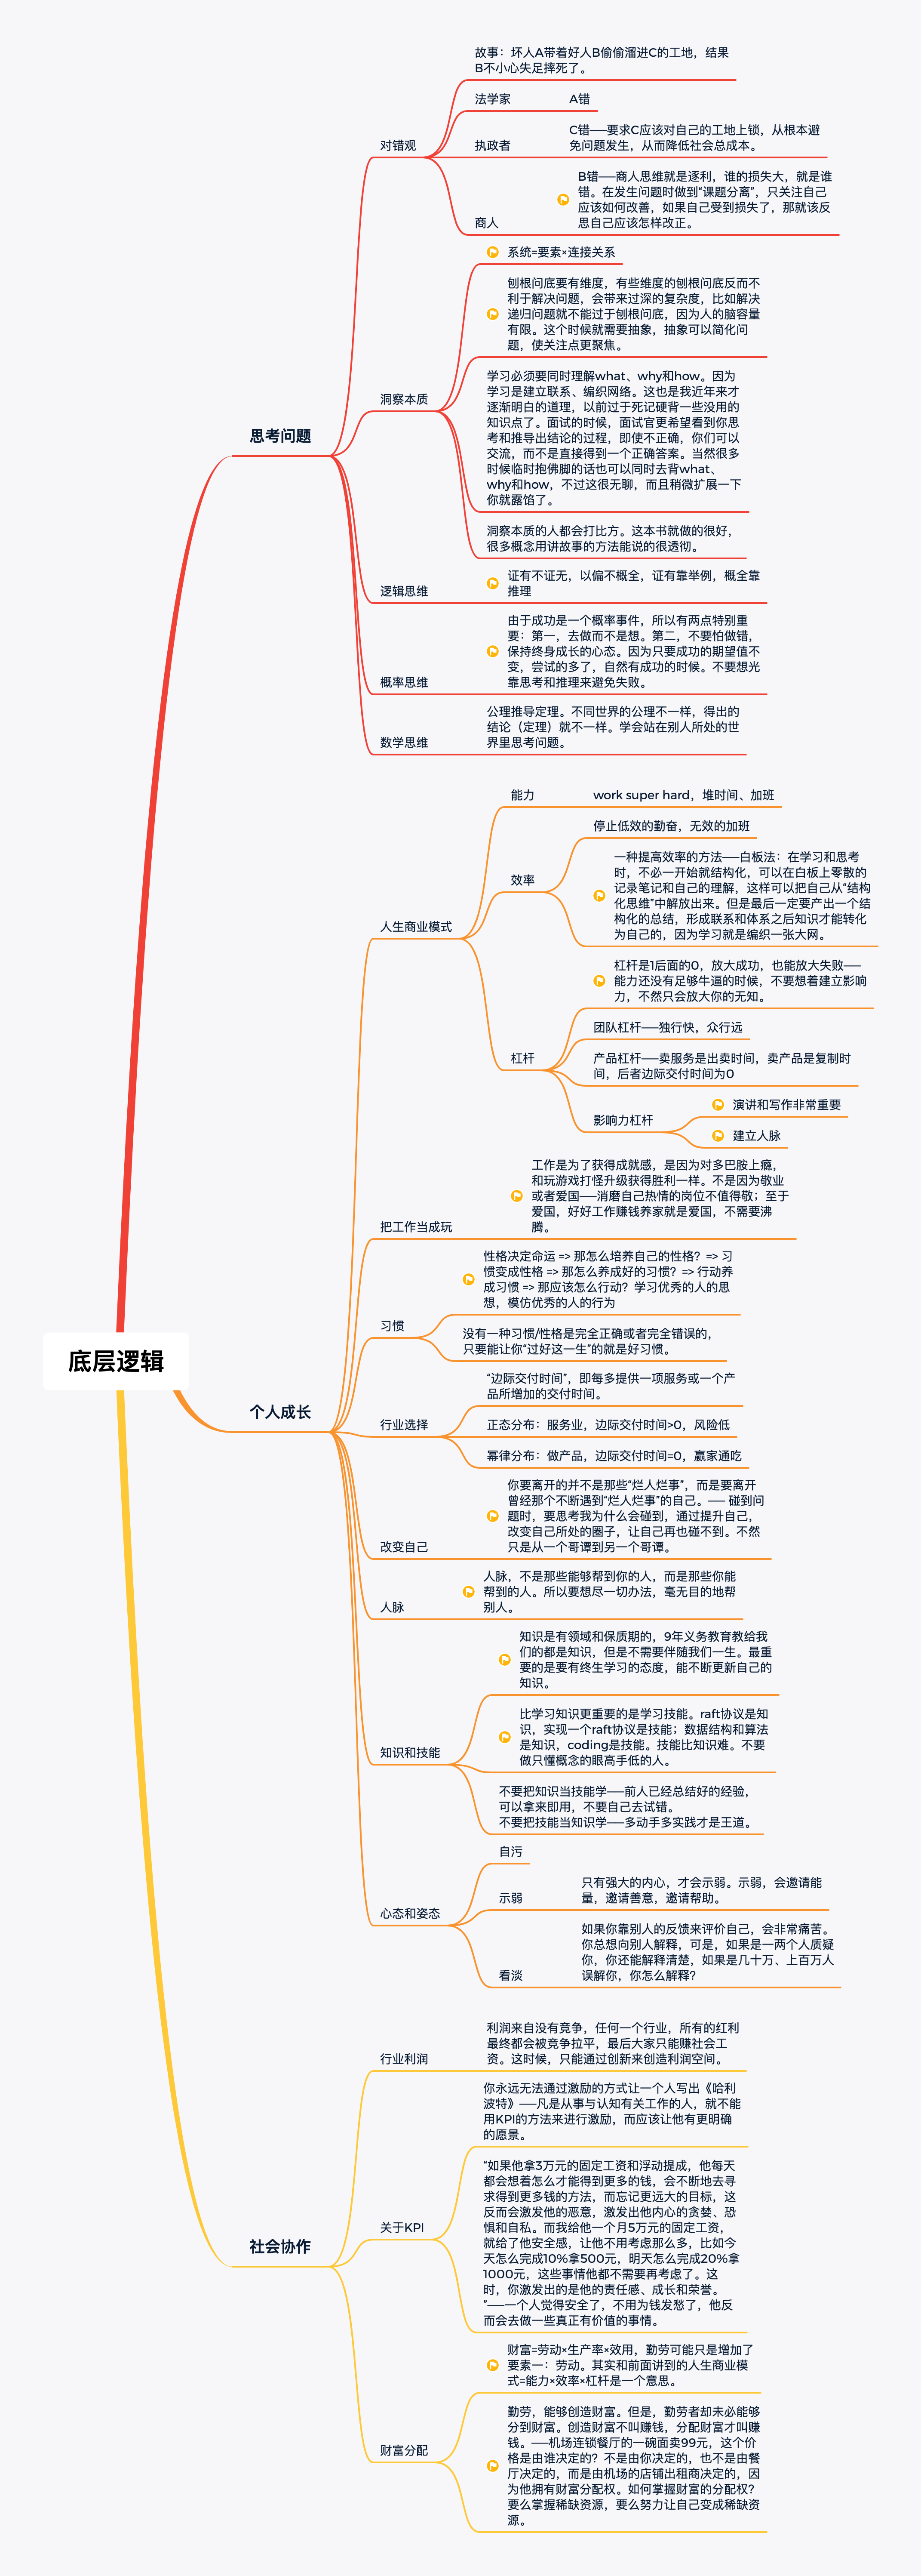 底层逻辑
思考问题
对错观
故事：坏人A带着好人B偷偷溜进C的工地，结果
B不小心失足摔死了。
法学家
A错
执政者
C错——要求C应该对自己的工地上锁，从根本避
免问题发生，从而降低社会总成本。
商人
B错——商人思维就是逐利，谁的损失大，就是谁
错。在发生问题时做到“课题分离”，只关注自己
应该如何改善，如果自己受到损失了，那就该反
思自己应该怎样改正。
洞察本质
系统=要素×连接关系
刨根问底要有维度，有些维度的刨根问底反而不
利于解决问题，会带来过深的复杂度，比如解决
递归问题就不能过于刨根问底，因为人的脑容量
有限。这个时候就需要抽象，抽象可以简化问
题，使关注点更聚焦。
学习必须要同时理解what、why和how。因为
学习是建立联系、编织网络。这也是我近年来才
逐渐明白的道理，以前过于死记硬背一些没用的
知识点了。面试的时候，面试官更希望看到你思
考和推导出结论的过程，即使不正确，你们可以
交流，而不是直接得到一个正确答案。当然很多
时候临时抱佛脚的话也可以同时去背what、
why和how，不过这很无聊，而且稍微扩展一下
你就露馅了。
洞察本质的人都会打比方。这本书就做的很好，
很多概念用讲故事的方法能说的很透彻。
逻辑思维
证有不证无，以偏不概全，证有靠举例，概全靠
推理
概率思维
由于成功是一个概率事件，所以有两点特别重
要：第一，去做而不是想。第二，不要怕做错，
保持终身成长的心态。因为只要成功的期望值不
变，尝试的多了，自然有成功的时候。不要想光
靠思考和推理来避免失败。
数学思维
公理推导定理。不同世界的公理不一样，得出的
结论（定理）就不一样。学会站在别人所处的世
界里思考问题。
个人成长
人生商业模式
能力
work super hard，堆时间、加班
效率
停止低效的勤奋，无效的加班
一种提高效率的方法——白板法：在学习和思考
时，不必一开始就结构化，可以在白板上零散的
记录笔记和自己的理解，这样可以把自己从“结构
化思维”中解放出来。但是最后一定要产出一个结
构化的总结，形成联系和体系之后知识才能转化
为自己的，因为学习就是编织一张大网。
杠杆
杠杆是1后面的0，放大成功，也能放大失败——
能力还没有足够牛逼的时候，不要想着建立影响
力，不然只会放大你的无知。
团队杠杆——独行快，众行远
产品杠杆——卖服务是出卖时间，卖产品是复制时
间，后者边际交付时间为0
影响力杠杆
演讲和写作非常重要
建立人脉
把工作当成玩
工作是为了获得成就感，是因为对多巴胺上瘾，
和玩游戏打怪升级获得胜利一样。不是因为敬业
或者爱国——消磨自己热情的岗位不值得敬；至于
爱国，好好工作赚钱养家就是爱国，不需要沸
腾。
习惯
性格决定命运 => 那怎么培养自己的性格？=> 习
惯变成性格 => 那怎么养成好的习惯？=> 行动养
成习惯 => 那应该怎么行动？学习优秀的人的思
想，模仿优秀的人的行为
没有一种习惯/性格是完全正确或者完全错误的，
只要能让你“过好这一生”的就是好习惯。
行业选择
“边际交付时间”，即每多提供一项服务或一个产
品所增加的交付时间。
正态分布：服务业，边际交付时间>0，风险低
幂律分布：做产品，边际交付时间=0，赢家通吃
改变自己
你要离开的并不是那些“烂人烂事”，而是要离开
曾经那个不断遇到“烂人烂事”的自己。—— 碰到问
题时，要思考我为什么会碰到，通过提升自己，
改变自己所处的圈子，让自己再也碰不到。不然
只是从一个哥谭到另一个哥谭。
人脉
人脉，不是那些能够帮到你的人，而是那些你能
帮到的人。所以要想尽一切办法，毫无目的地帮
别人。
知识和技能
知识是有领域和保质期的，9年义务教育教给我
们的都是知识，但是不需要伴随我们一生。最重
要的是要有终生学习的态度，能不断更新自己的
知识。
比学习知识更重要的是学习技能。raft协议是知
识，实现一个raft协议是技能；数据结构和算法
是知识，coding是技能。技能比知识难。不要
做只懂概念的眼高手低的人。
不要把知识当技能学——前人已经总结好的经验，
可以拿来即用，不要自己去试错。
不要把技能当知识学——多动手多实践才是王道。
心态和姿态
自污
示弱
只有强大的内心，才会示弱。示弱，会邀请能
量，邀请善意，邀请帮助。
看淡
如果你靠别人的反馈来评价自己，会非常痛苦。
你总想向别人解释，可是，如果是一两个人质疑
你，你还能解释清楚，如果是几十万、上百万人
误解你，你怎么解释？
社会协作
行业利润
利润来自没有竞争，任何一个行业，所有的红利
最终都会被竞争拉平，最后大家只能赚社会工
资。这时候，只能通过创新来创造利润空间。
关于KPI
你永远无法通过激励的方式让一个人写出《哈利
波特》——凡是从事与认知有关工作的人，就不能
用KPI的方法来进行激励，而应该让他有更明确
的愿景。
“如果他拿3万元的固定工资和浮动提成，他每天
都会想着怎么才能得到更多的钱，会不断地去寻
求得到更多钱的方法，而忘记更远大的目标，这
反而会激发他的恶意，激发出他内心的贪婪、恐
惧和自私。而我给他一个月5万元的固定工资，
就给了他安全感，让他不用考虑那么多，比如今
天怎么完成10%拿500元，明天怎么完成20%拿
1000元，这些事情他都不需要再考虑了。这
时，你激发出的是他的责任感、成长和荣誉。
”——一个人觉得安全了，不用为钱发愁了，他反
而会去做一些真正有价值的事情。
财富分配
财富=劳动×生产率×效用，勤劳可能只是增加了
要素一：劳动。其实和前面讲到的人生商业模
式=能力×效率×杠杆是一个意思。
勤劳，能够创造财富。但是，勤劳者却未必能够
分到财富。创造财富不叫赚钱，分配财富才叫赚
钱。——机场连锁餐厅的一碗面卖99元，这个价
格是由谁决定的？不是由你决定的，也不是由餐
厅决定的，而是由机场的店铺出租商决定的，因
为他拥有财富分配权。如何掌握财富的分配权？
要么掌握稀缺资源，要么努力让自己变成稀缺资
源。